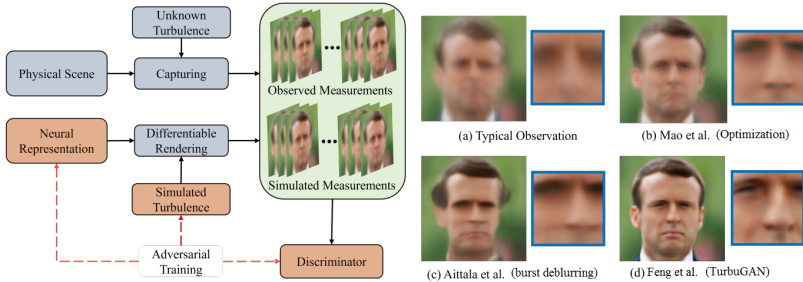 Unknown
Turbulence
Physical Scene
Capturing
Observed Measurements
Neural
Representation
Differentiable
Rendering
Simulated Measurements
Simulated
Turbulence
Adversarial
Training
Discriminator
(a) Typical Observation
(b) Mao et al. (Optimization)
(c) Aittala et al. (burst deblurring)
(d) Feng et al. (TurbuGAN)